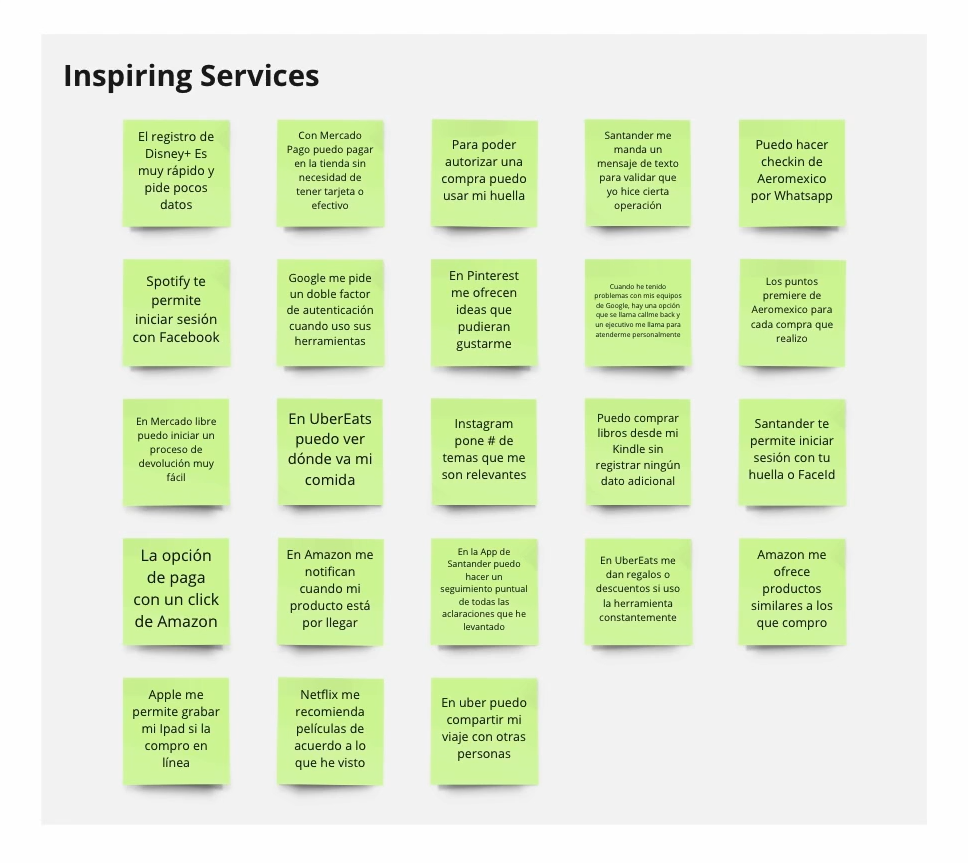 Inspiring Services
El registro de
Disney+ Es
muy rápido y
pide pocos
datos
Con Mercado
Pago puedo pagar
en la tienda sin
necesidad de
tener tarjeta o
efectivo
Para poder
autorizar una
compra puedo
usar mi huella
Santander me
manda un
mensaje de texto
para validar que
yo hice cierta
operación
Puedo hacer
checkin de
Aeromexico
por Whatsapp
Spotify te
permite
iniciar sesión
con Facebook
Google me pide
un doble factor
de autenticación
cuando uso sus
herramientas
En Pinterest
me ofrecen
ideas que
pudieran
gustarme
Cuando he tenido
problemas con mis equipos
de Google, hay una opción
que se llama callme back y
un ejecutivo me llama para
atenderme personalmente
Los puntos
premiere de
Aeromexico para
cada compra que
realizo
En Mercado libre
puedo iniciar un
proceso de
devolución muy
fácil
En UberEats
puedo ver
dónde va mi
comida
Instagram
pone # de
temas que me
son relevantes
Puedo comprar
libros desde mi
Kindle sin
registrar ningún
dato adicional
Santander te
permite iniciar
sesión con tu
huella o FaceId
La opción
de paga
con un click
de Amazon
En Amazon me
notifican
cuando mi
producto está
por llegar
En la App de
Santander puedo
hacer un
seguimiento puntual
de todas las
aclaraciones que he
levantado
En UberEats me
dan regalos o
descuentos si uso
la herramienta
constantemente
Amazon me
ofrece
productos
similares a los
que compro
Apple me
permite grabar
mi Ipad si la
compro en
línea
Netflix me
recomienda
películas de
acuerdo a lo
que he visto
En uber puedo
compartir mi
viaje con otras
personas